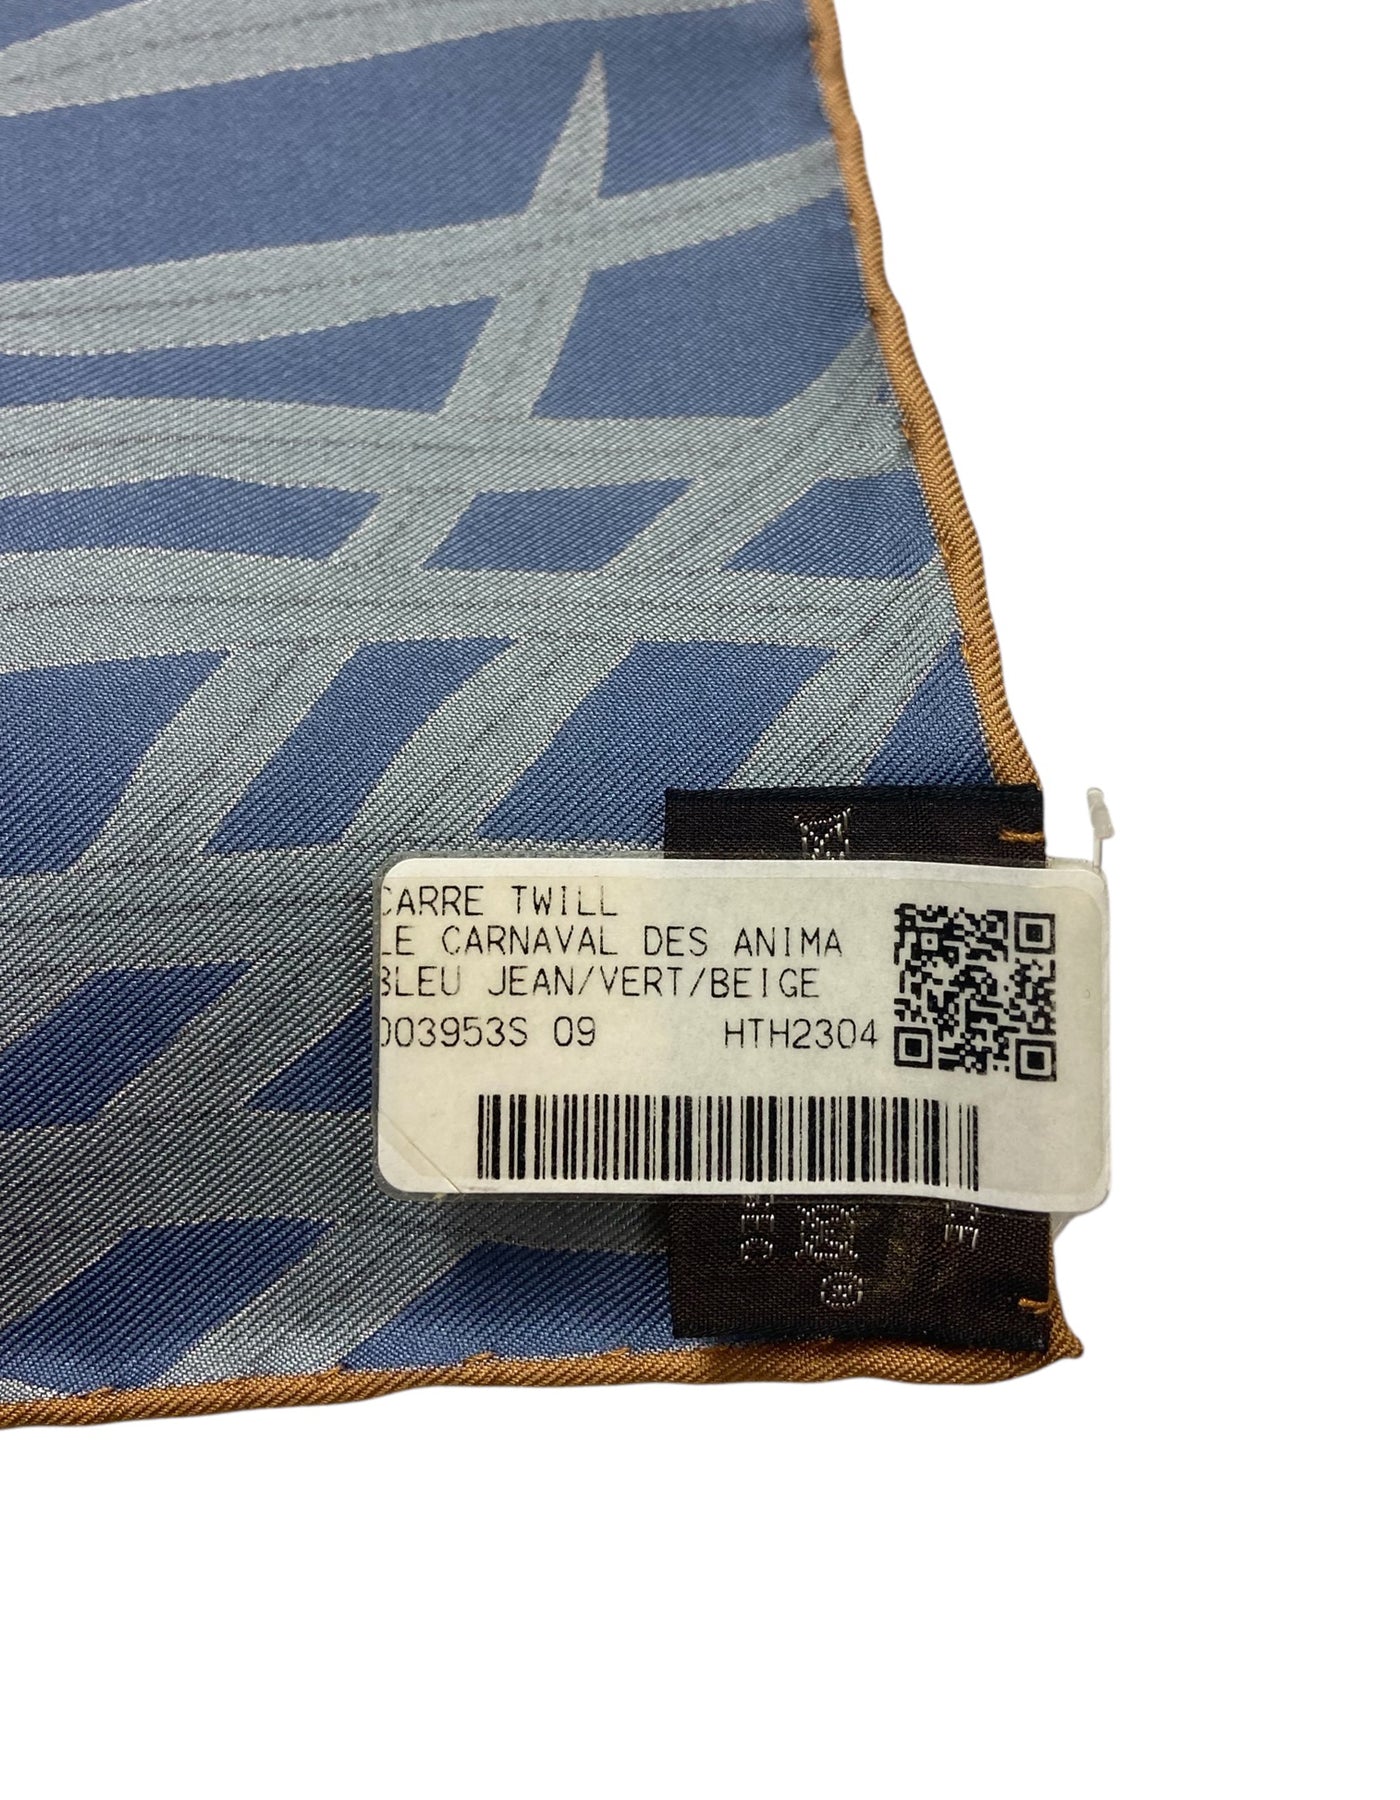 CARRE TWILL
LE CARNAVAL DES ANIMA
BLEU JEAN/VERT/BEIGE
003953S 09 HTH2304